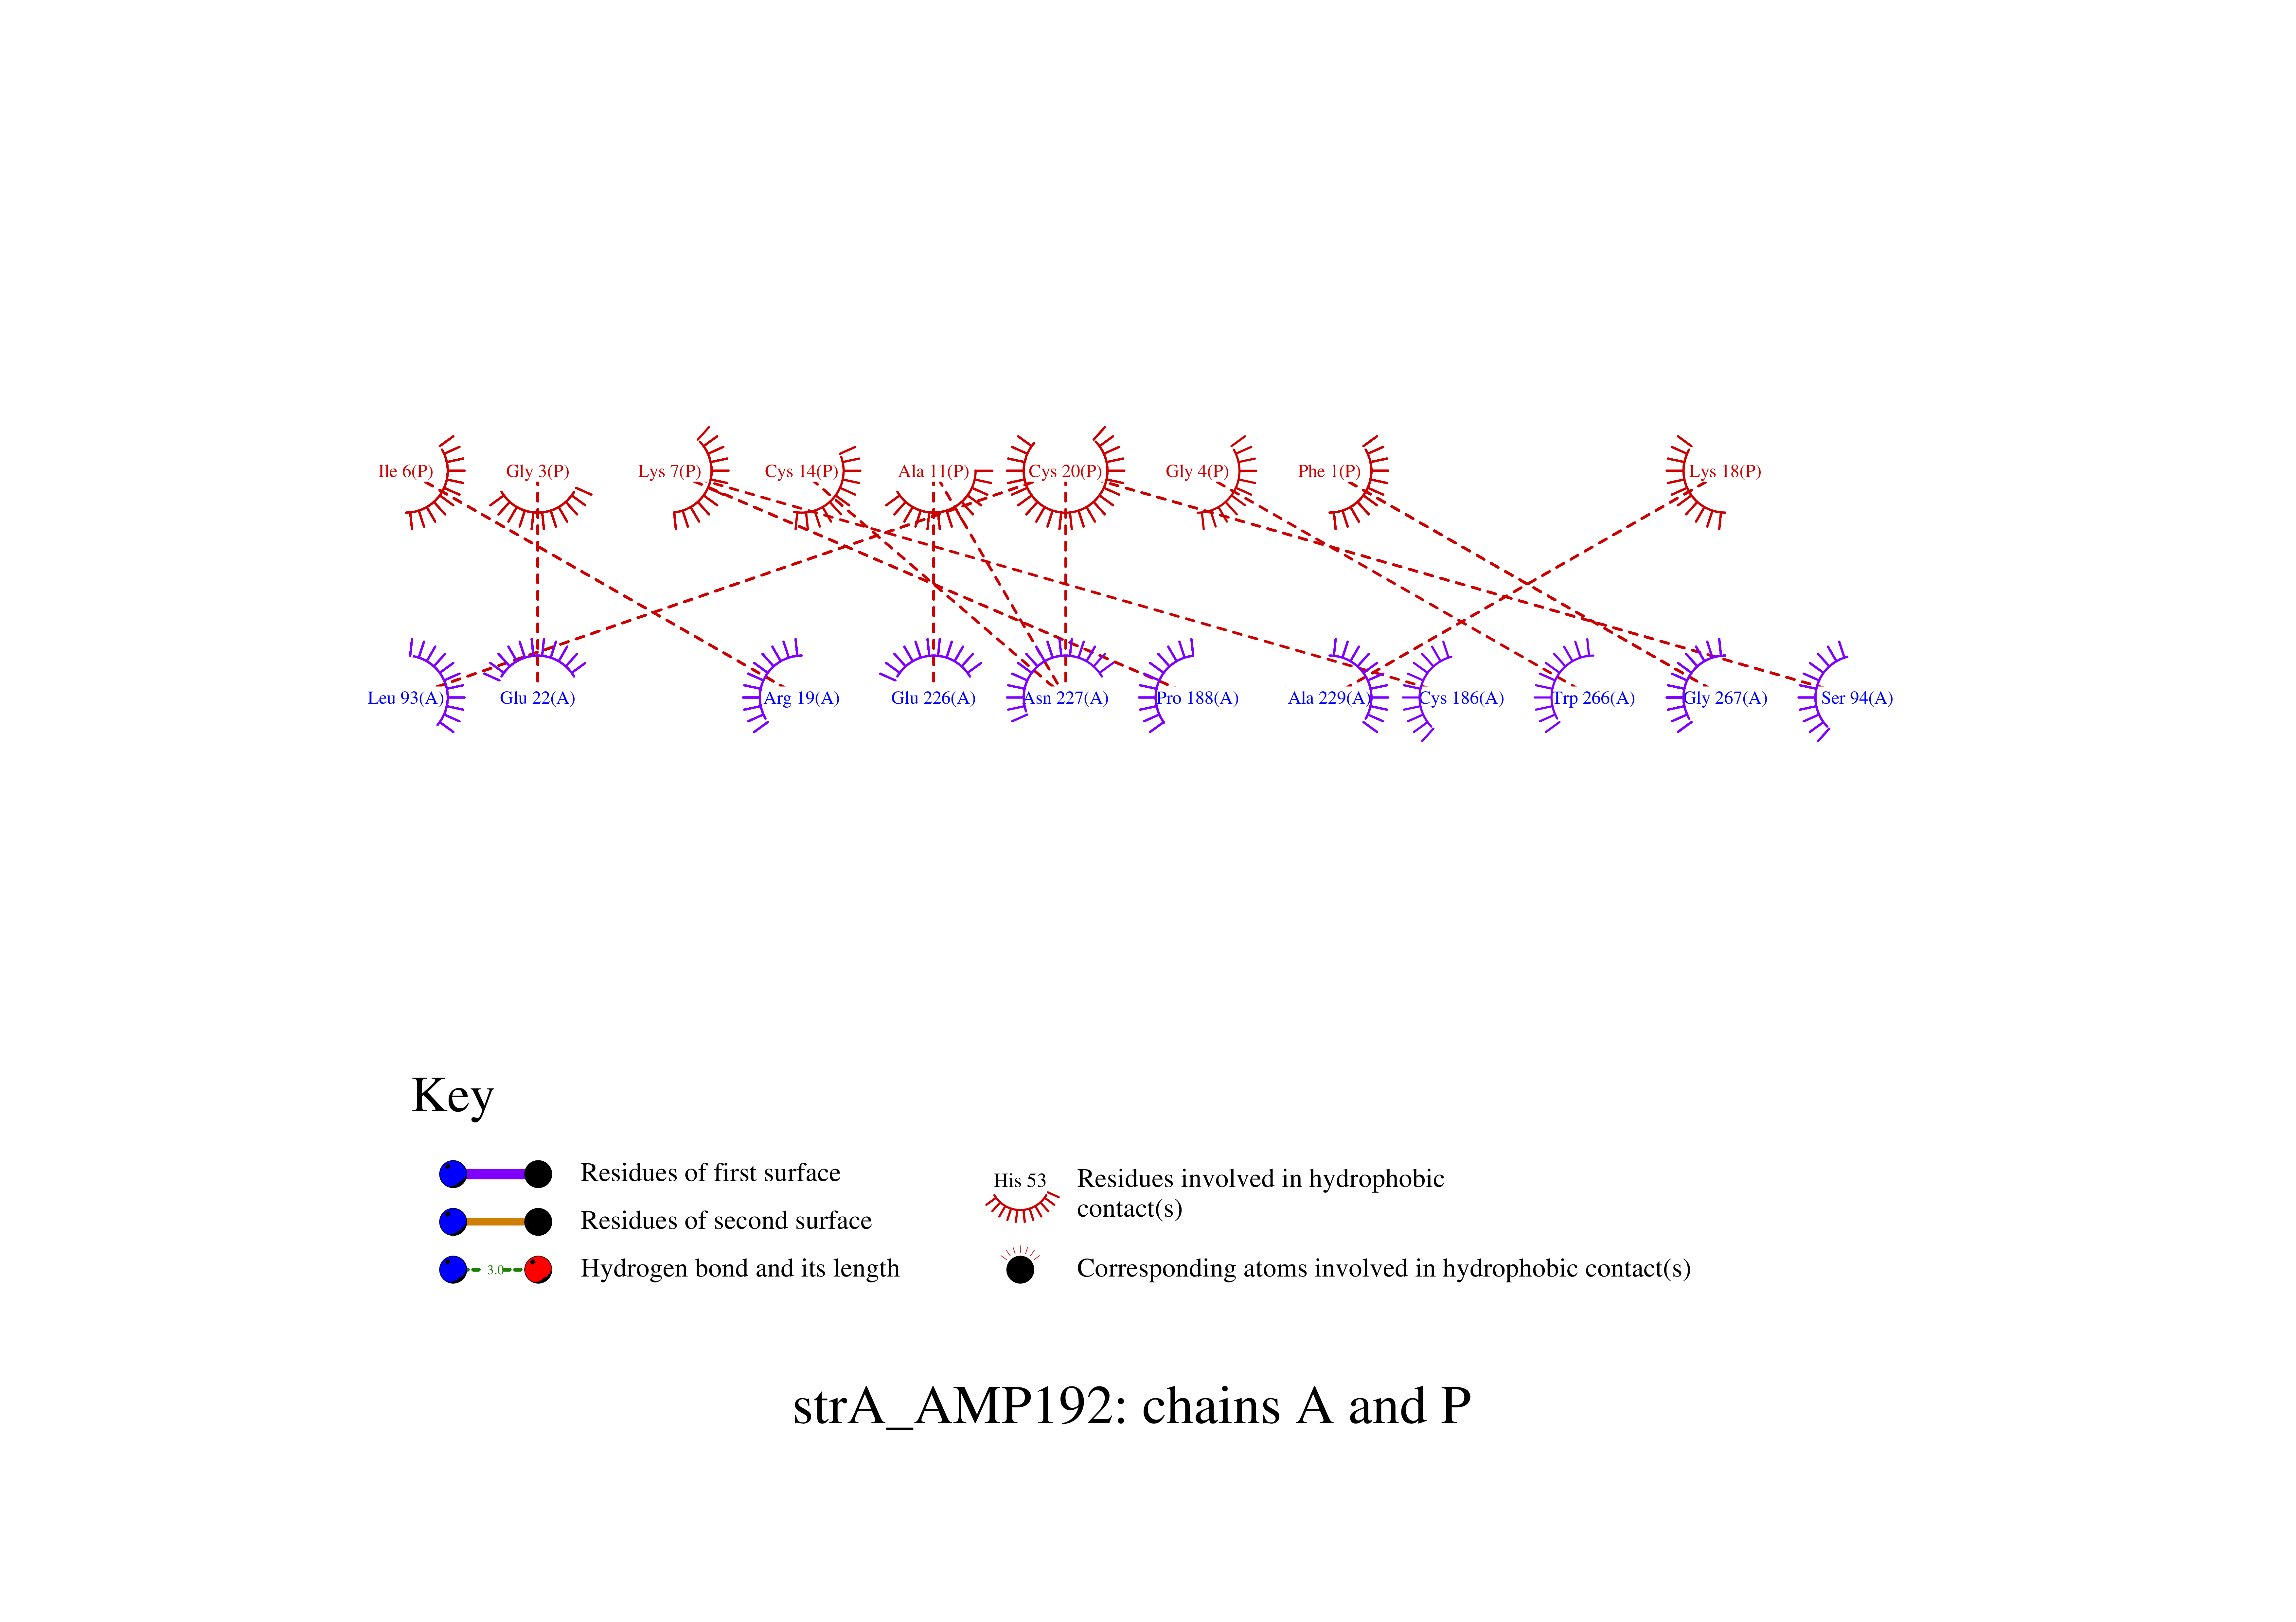 Ile 6(P) Gly 3(P) Lys 7(P) Cys 14(P) Ala 11(P) Cys 20(P) Gly 4(P) Phe 1(P) Lys 18(P)
Leu 93(A) Glu 22(A) Arg 19(A) Glu 226(A) Asn 227(A) Pro 188(A) Ala 229(A) Cys 186(A) Trp 266(A) Gly 267(A) Ser 94(A)
Key
Residues of first surface
Residues of second surface
3.0
Hydrogen bond and its length
His 53
Residues involved in hydrophobic
contact(s)
Corresponding atoms involved in hydrophobic contact(s)
strA_AMP192: chains A and P